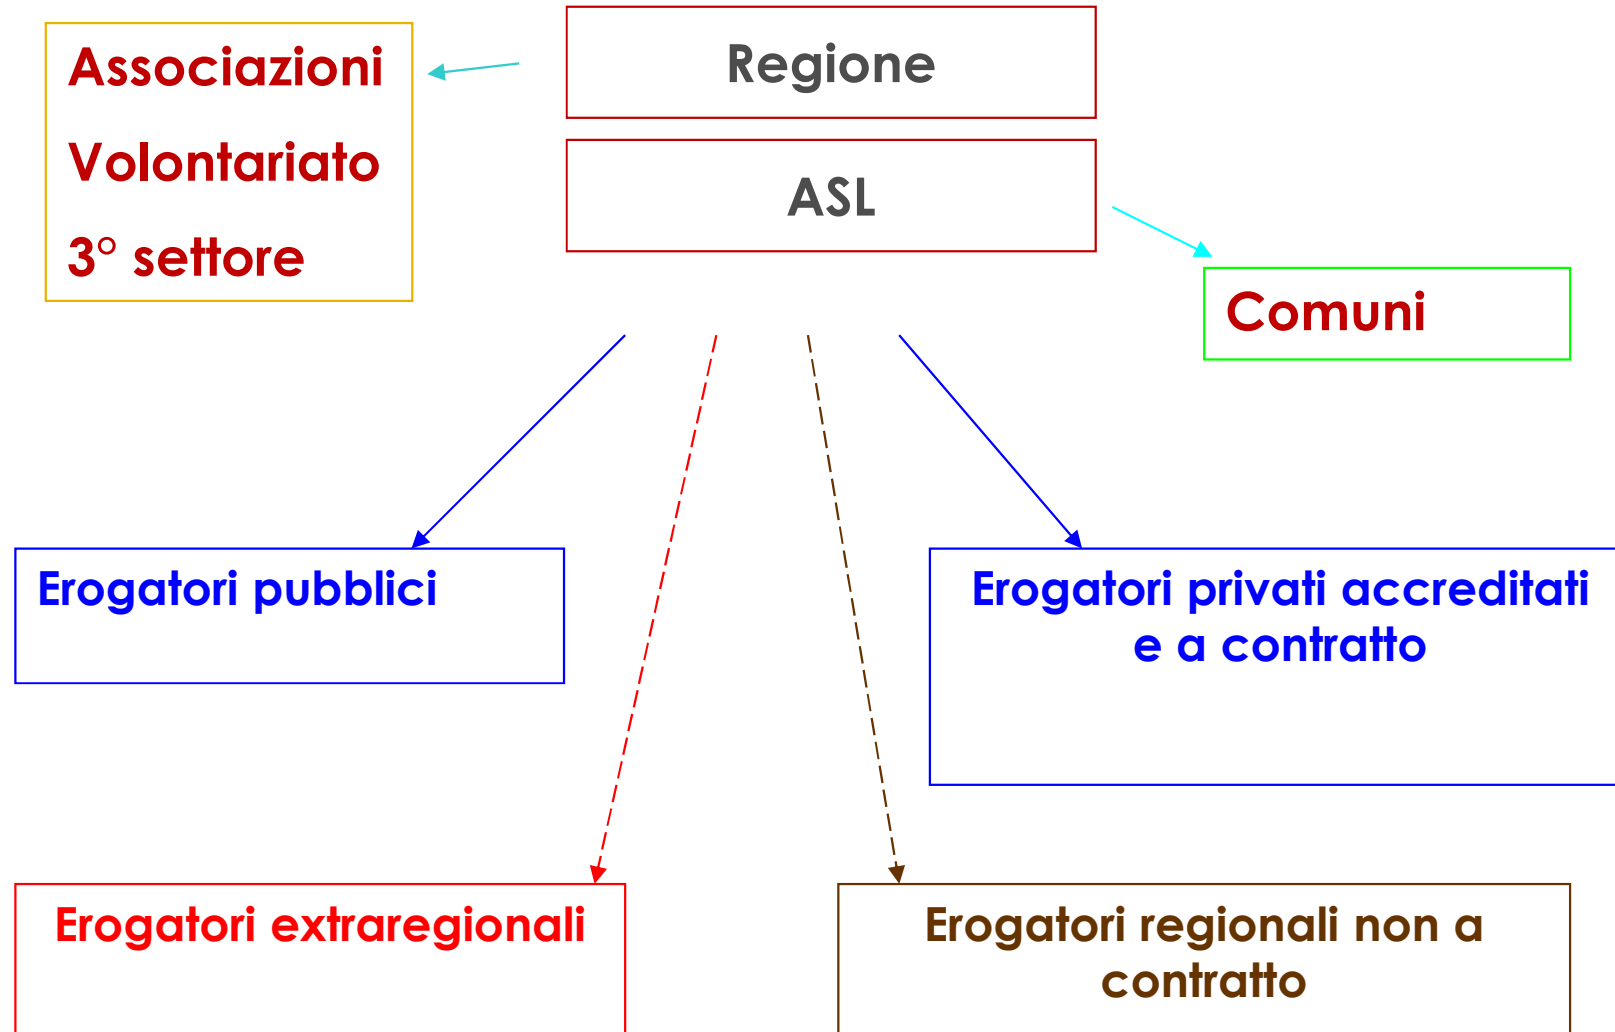 Associazioni
Volontariato
3° settore
Regione
ASL
Comuni
Erogatori pubblici
Erogatori privati accreditati
e a contratto
Erogatori extraregionali
Erogatori regionali non a
contratto